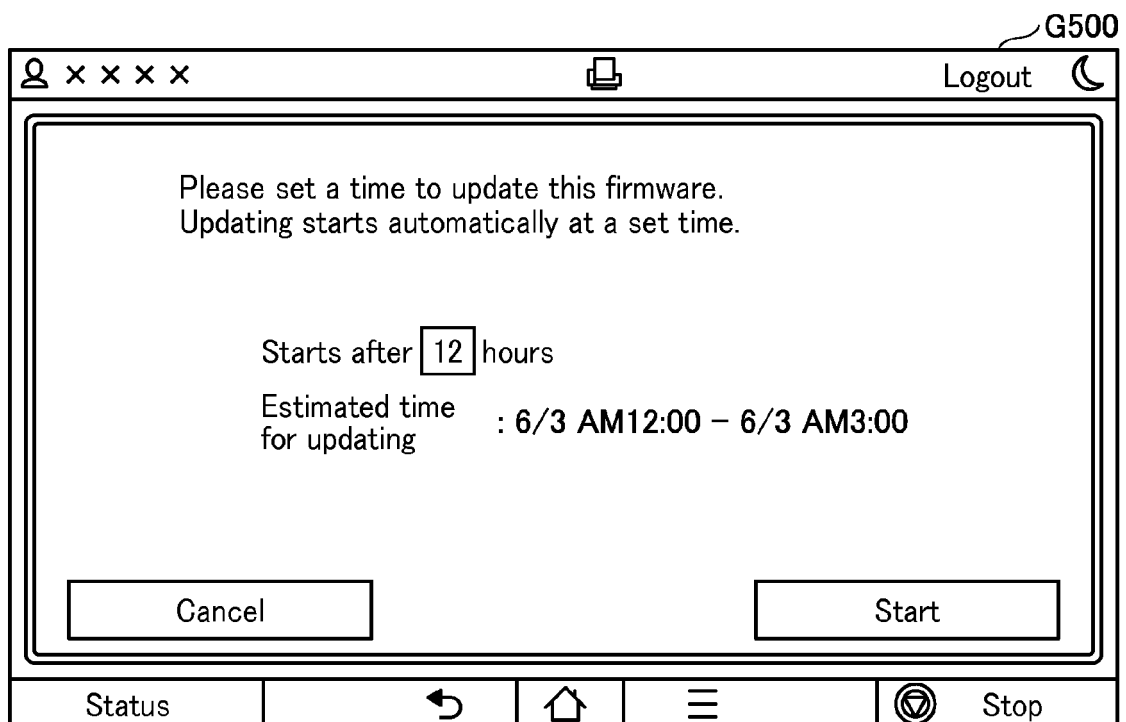 G500
×××× Logout
Please set a time to update this firmware.
Updating starts automatically at a set time.
Starts after 12 hours
Estimated time
for updating : 6/3 AM12:00 − 6/3 AM3:00
Cancel Start
Status Stop